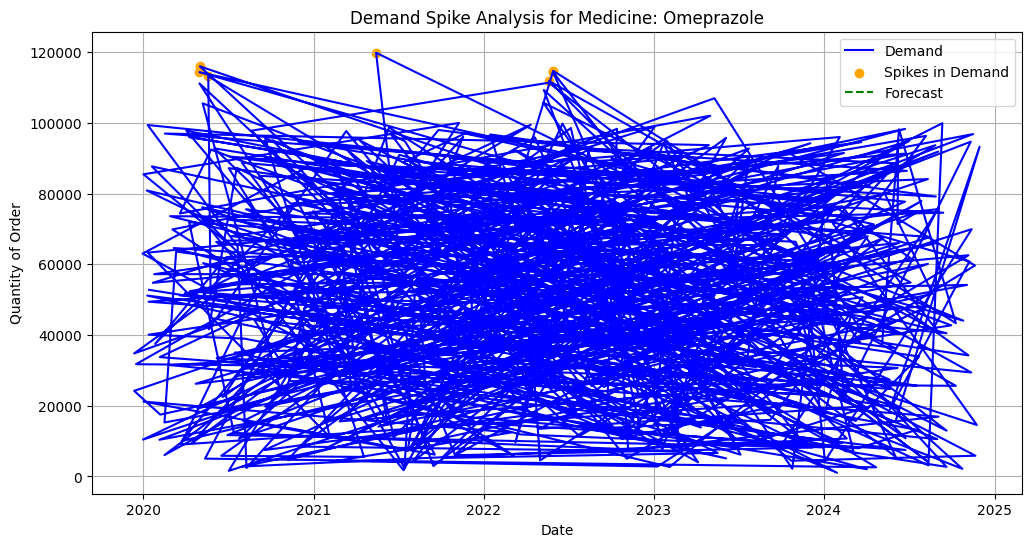 Demand Spike Analysis for Medicine: Omeprazole
120000
100000
80000
60000
40000
20000
0
Quantity of Order
Demand
Spikes in Demand
Forecast
2020
2021
2022
2023
2024
2025
Date